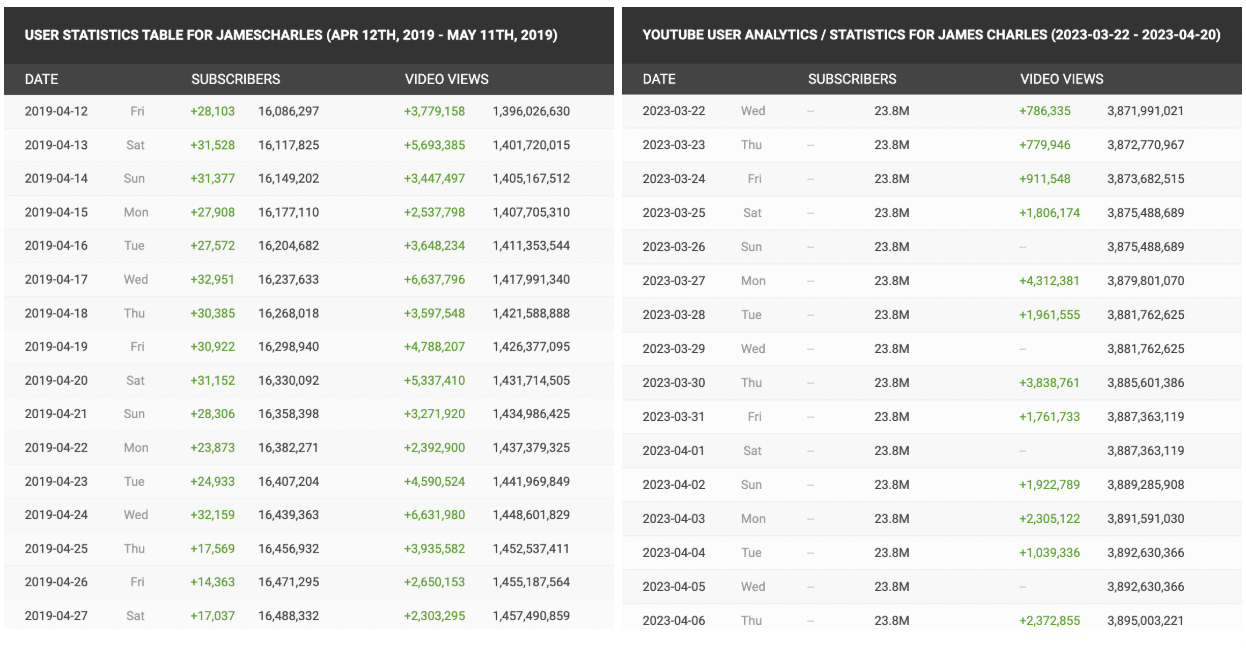 USER STATISTICS TABLE FOR JAMESCHARLES (APR 12TH, 2019 - MAY 11TH, 2019)
DATE SUBSCRIBERS VIDEO VIEWS
2019-04-12 Fri +28,103 16,086,297 +3,779,158 1,396,026,630
2019-04-13 Sat +31,528 16,117,825 +5,693,385 1,401,720,015
2019-04-14 Sun +31,377 16,149,202 +3,447,497 1,405,167,512
2019-04-15 Mon +27,908 16,177,110 +2,537,798 1,407,705,310
2019-04-16 Tue +27,572 16,204,682 +3,648,234 1,411,353,544
2019-04-17 Wed +32,951 16,237,633 +6,637,796 1,417,991,340
2019-04-18 Thu +30,385 16,268,018 +3,597,548 1,421,588,888
2019-04-19 Fri +30,922 16,298,940 +4,788,207 1,426,377,095
2019-04-20 Sat +31,152 16,330,092 +5,337,410 1,431,714,505
2019-04-21 Sun +28,306 16,358,398 +3,271,920 1,434,986,425
2019-04-22 Mon +23,873 16,382,271 +2,392,900 1,437,379,325
2019-04-23 Tue +24,933 16,407,204 +4,590,524 1,441,969,849
2019-04-24 Wed +32,159 16,439,363 +6,631,980 1,448,601,829
2019-04-25 Thu +17,569 16,456,932 +3,935,582 1,452,537,411
2019-04-26 Fri +14,363 16,471,295 +2,650,153 1,455,187,564
2019-04-27 Sat +17,037 16,488,332 +2,303,295 1,457,490,859
YOUTUBE USER ANALYTICS / STATISTICS FOR JAMES CHARLES (2023-03-22 - 2023-04-20)
DATE SUBSCRIBERS VIDEO VIEWS
2023-03-22 Wed -- 23.8M +786,335 3,871,991,021
2023-03-23 Thu -- 23.8M +779,946 3,872,770,967
2023-03-24 Fri -- 23.8M +911,548 3,873,682,515
2023-03-25 Sat -- 23.8M +1,806,174 3,875,488,689
2023-03-26 Sun -- 23.8M -- 3,875,488,689
2023-03-27 Mon -- 23.8M +4,312,381 3,879,801,070
2023-03-28 Tue -- 23.8M +1,961,555 3,881,762,625
2023-03-29 Wed -- 23.8M -- 3,881,762,625
2023-03-30 Thu -- 23.8M +3,838,761 3,885,601,386
2023-03-31 Fri -- 23.8M +1,761,733 3,887,363,119
2023-04-01 Sat -- 23.8M -- 3,887,363,119
2023-04-02 Sun -- 23.8M +1,922,789 3,889,285,908
2023-04-03 Mon -- 23.8M +2,305,122 3,891,591,030
2023-04-04 Tue -- 23.8M +1,039,336 3,892,630,366
2023-04-05 Wed -- 23.8M -- 3,892,630,366
2023-04-06 Thu -- 23.8M +2,372,855 3,895,003,221